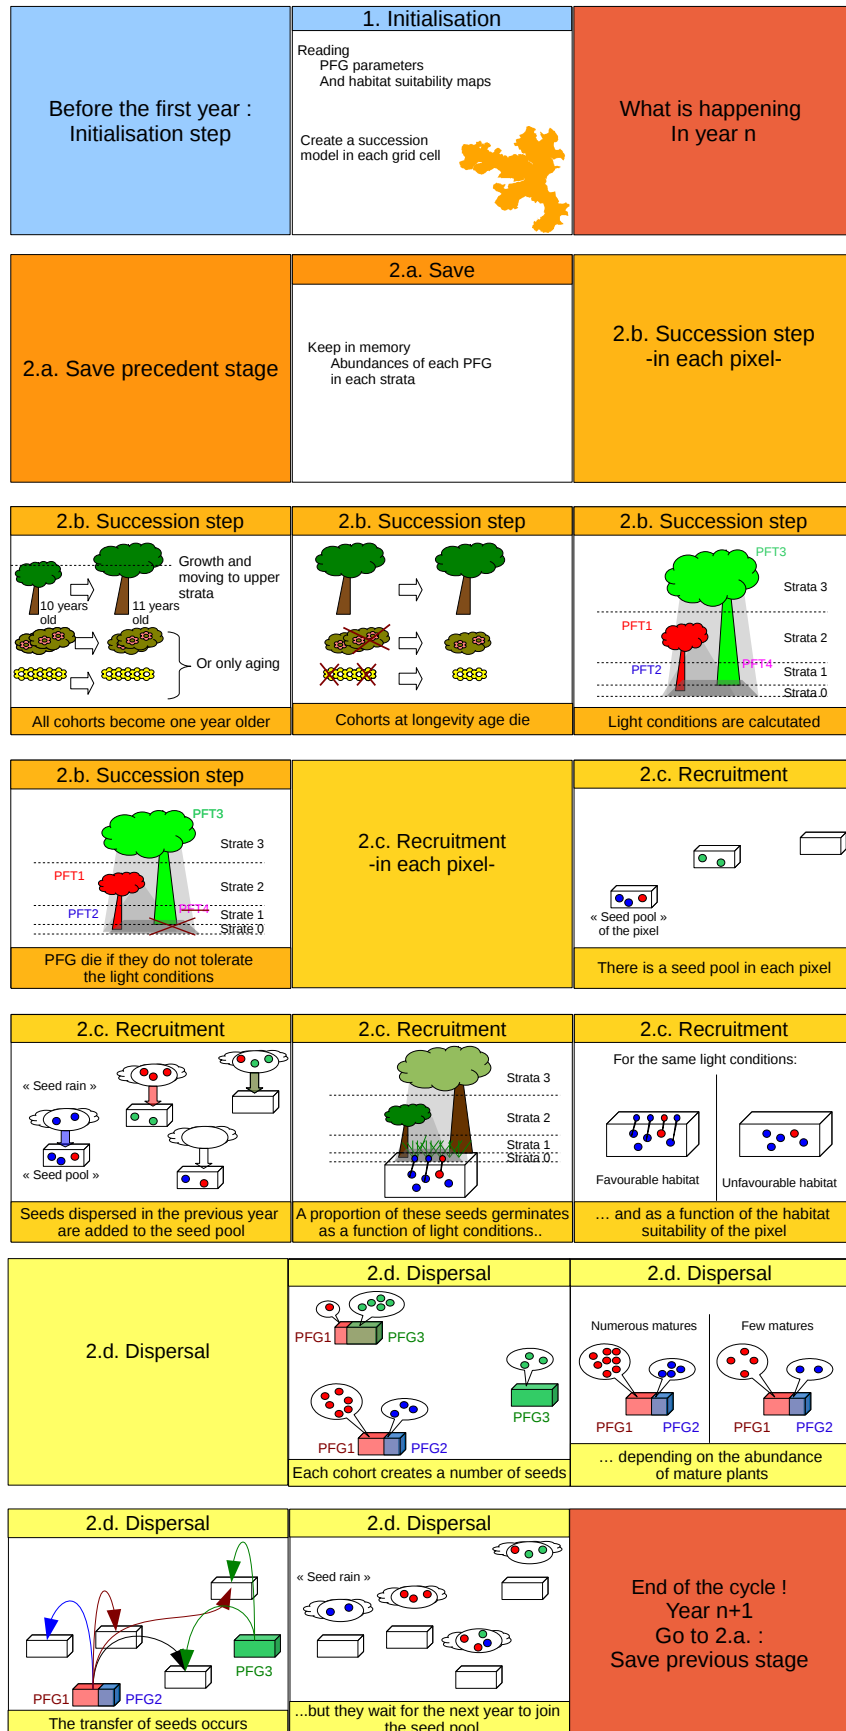 Before the first year :
Initialisation step
1. Initialisation
Reading
PFG parameters
And habitat suitability maps
Create a succession
model in each grid cell
What is happening
In year n
2.a. Save precedent stage
2.a. Save
Keep in memory
Abundances of each PFG
in each strata
2.b. Succession step
-in each pixel-
2.b. Succession step
Growth and
moving to upper
strata
10 years
old
11 years
old
Or only aging
All cohorts become one year older
2.b. Succession step
Cohorts at longevity age die
2.b. Succession step
PFT3
Strata 3
PFT1
Strata 2
PFT2
PFT4
Strata 1
Strata 0
Light conditions are calcutated
2.b. Succession step
PFT3
Strate 3
PFT1
Strate 2
PFT2
PFT4
Strate 1
Strate 0
PFG die if they do not tolerate
the light conditions
2.c. Recruitment
-in each pixel-
2.c. Recruitment
« Seed pool »
of the pixel
There is a seed pool in each pixel
2.c. Recruitment
« Seed rain »
« Seed pool »
Seeds dispersed in the previous year
are added to the seed pool
2.c. Recruitment
Strata 3
Strata 2
Strata 1
Strata 0
A proportion of these seeds germinates
as a function of light conditions..
2.c. Recruitment
For the same light conditions:
Favourable habitat
Unfavourable habitat
... and as a function of the habitat
suitability of the pixel
2.d. Dispersal
2.d. Dispersal
PFG1
PFG3
PFG3
PFG1
PFG2
Each cohort creates a number of seeds
2.d. Dispersal
Numerous matures
Few matures
PFG1
PFG2
PFG1
PFG2
... depending on the abundance
of mature plants
2.d. Dispersal
PFG3
PFG1
PFG2
The transfer of seeds occurs
2.d. Dispersal
« Seed rain »
...but they wait for the next year to join
the seed pool
End of the cycle !
Year n+1
Go to 2.a. :
Save previous stage